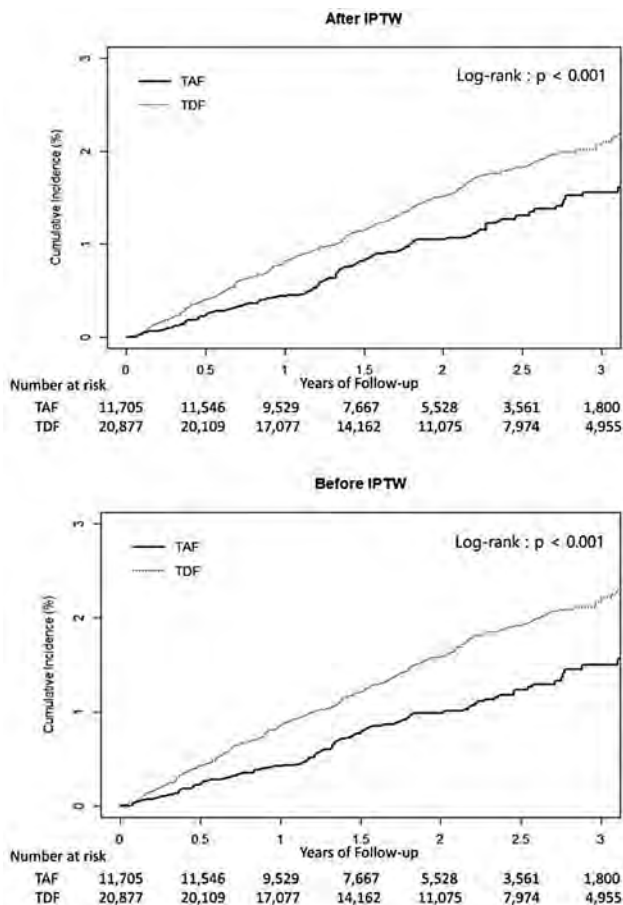 After IPTW
3
TAF
TDF
Log-rank : p < 0.001
2
1
0
Cumulative Incidence (%)
0 0.5 1 1.5 2 2.5 3
Years of Follow-up
Number at risk
TAF 11,705 11,546 9,529 7,667 5,528 3,561 1,800
TDF 20,877 20,109 17,077 14,162 11,075 7,974 4,955
Before IPTW
3
TAF
TDF
Log-rank : p < 0.001
2
1
0
Cumulative Incidence (%)
0 0.5 1 1.5 2 2.5 3
Years of Follow-up
Number at risk
TAF 11,705 11,546 9,529 7,667 5,528 3,561 1,800
TDF 20,877 20,109 17,077 14,162 11,075 7,974 4,955